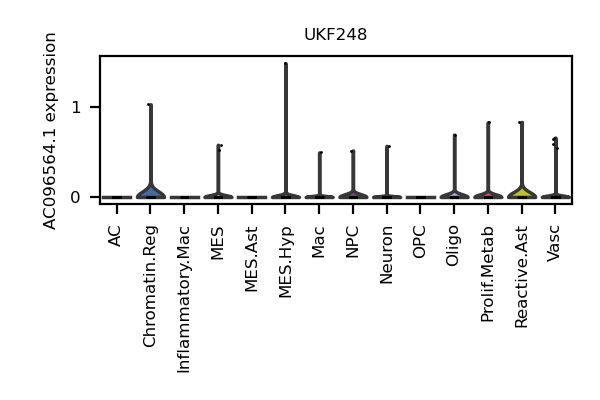 UKF248
AC096564.1 expression
1
0
AC
Chromatin.Reg
Inflammatory.Mac
MES
MES.Ast
MES.Hyp
Mac
NPC
Neuron
OPC
Oligo
Prolif.Metab
Reactive.Ast
Vasc